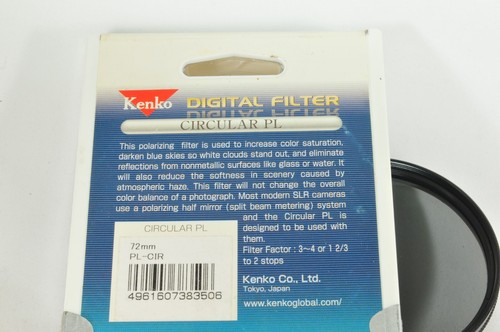 Kenko
DIGITAL FILTER
CIRCULAR PL
This polarizing filter is used to increase color saturation,
darken blue skies so white clouds stand out, and eliminate
reflections from nonmetallic surfaces like glass or water. It
will also reduce the softness in scenery caused by
atmospheric haze. This filter will not change the overall
color balance of a photograph. Most modern SLR cameras
use a polarizing half mirror (split beam metering) system
and the Circular PL is
designed to be used with
them.
Filter Factor : 3~4 or 1 2/3
to 2 stops
CIRCULAR PL
72mm
PL-CIR
4961607383506
Kenko Co., Ltd.
Tokyo, Japan
www.kenkoglobal.com/